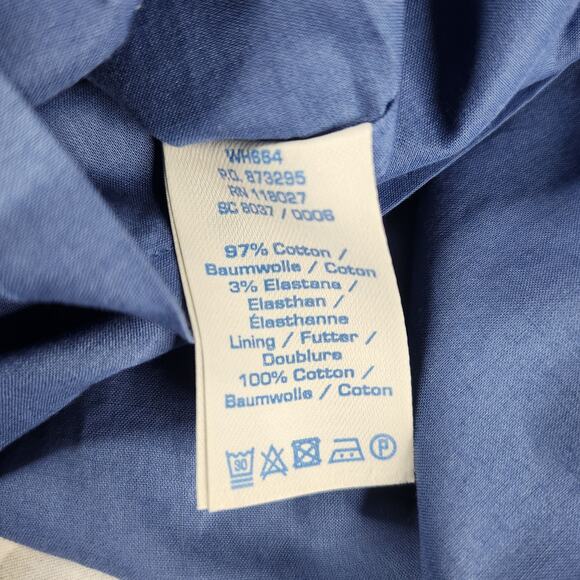 WH664
P.O. 873295
RN 118027
SC 8037 / 0006
97% Cotton /
Baumwolle / Coton
3% Elastane /
Elasthan /
Élasthanne
Lining / Futter /
Doublure
100% Cotton /
Baumwolle / Coton
30 P